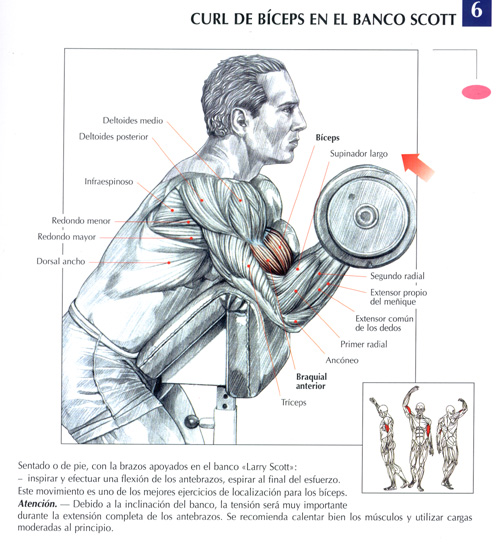 CURL DE BÍCEPS EN EL BANCO SCOTT
6
Deltoides medio
Deltoides posterior
Bíceps
Supinador largo
Infraespinoso
Redondo menor
Redondo mayor
Dorsal ancho
Segundo radial
Extensor propio
del meñique
Extensor común
de los dedos
Primer radial
Ancóneo
Braquial
anterior
Tríceps
Sentado o de pie, con la brazos apoyados en el banco «Larry Scott»:
– inspirar y efectuar una flexión de los antebrazos, espirar al final del esfuerzo.
Este movimiento es uno de los mejores ejercicios de localización para los bíceps.
Atención. — Debido a la inclinación del banco, la tensión será muy importante
durante la extensión completa de los antebrazos. Se recomienda calentar bien los músculos y utilizar cargas
moderadas al principio.